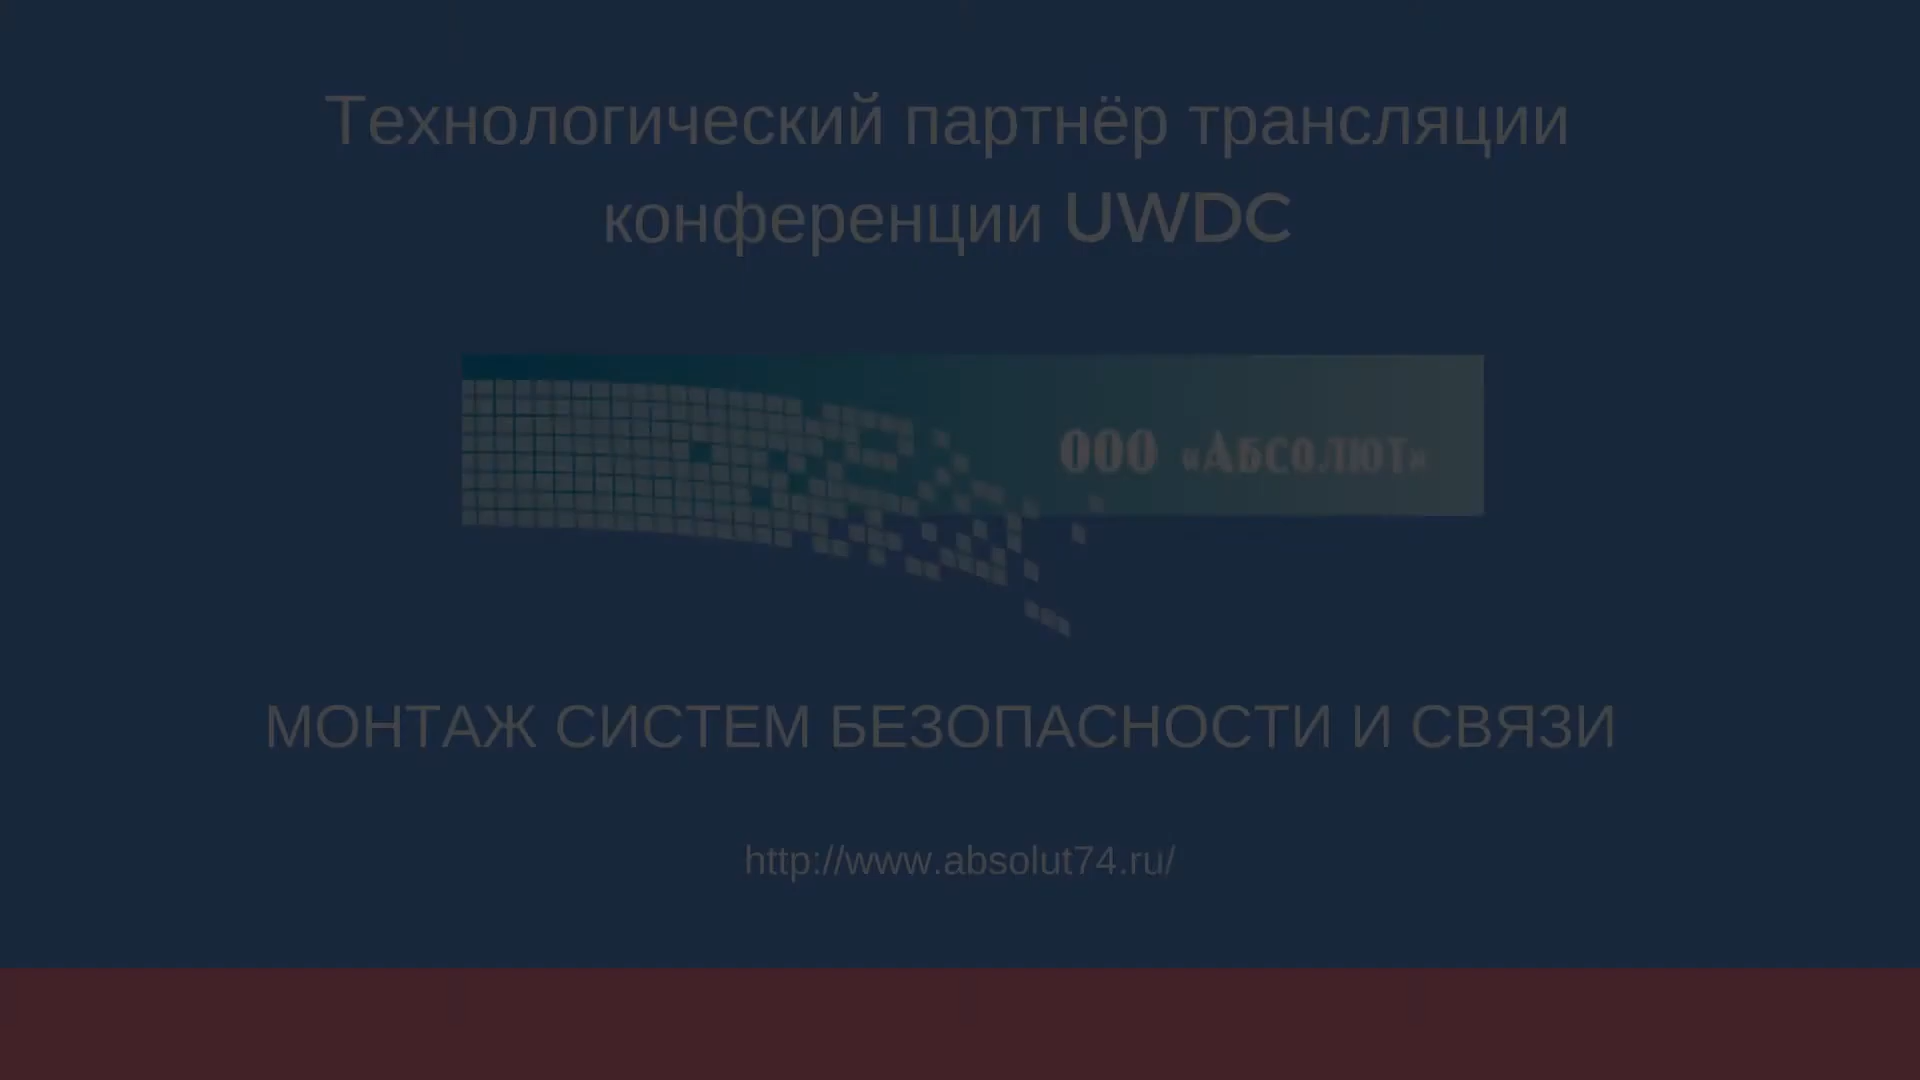 Технологический партнёр трансляции
конференции UWDC
ООО «Абсолют»
МОНТАЖ СИСТЕМ БЕЗОПАСНОСТИ И СВЯЗИ
http://www.absolut74.ru/